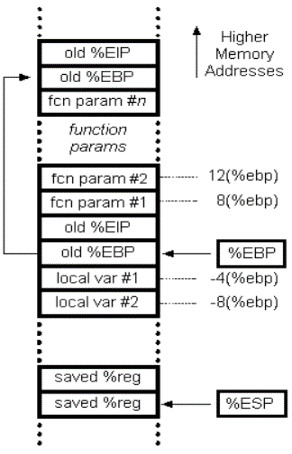 old %EIP
Higher
Memory
Addresses
old %EBP
fcn param #n
function
params
fcn param #2 12(%ebp)
fcn param #1 8(%ebp)
old %EIP
old %EBP %EBP
local var #1 -4(%ebp)
local var #2 -8(%ebp)
saved %reg
saved %reg %ESP